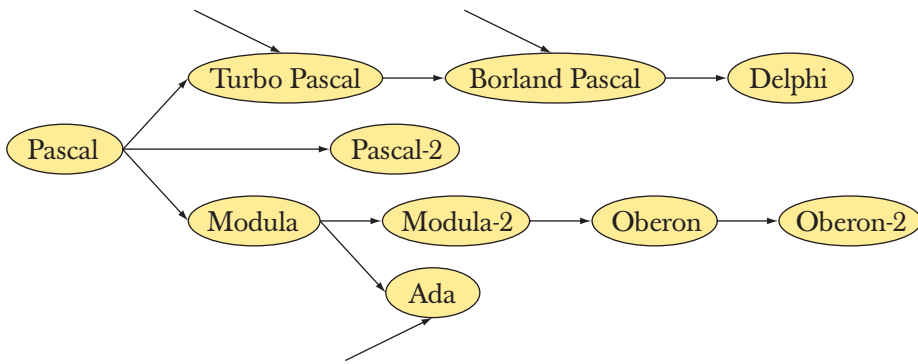 Turbo Pascal
Borland Pascal
Delphi
Pascal
Pascal-2
Modula
Modula-2
Oberon
Oberon-2
Ada